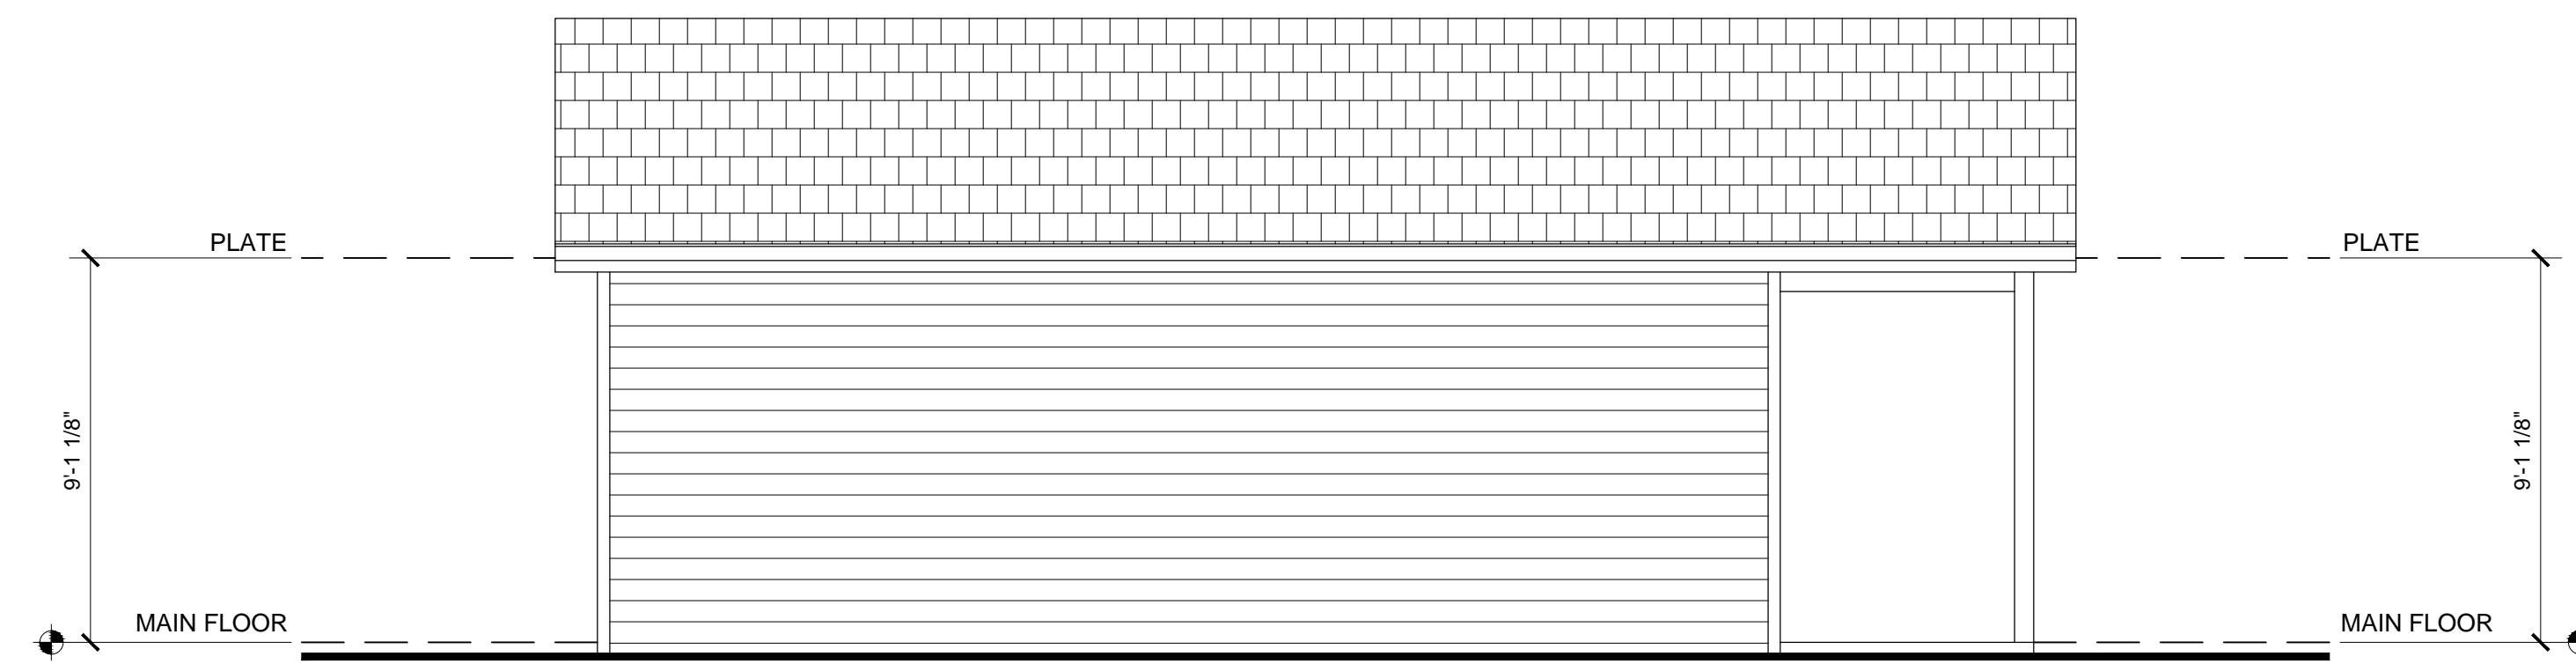 PLATE
PLATE
9'-1 1/8"
9'-1 1/8"
MAIN FLOOR
MAIN FLOOR